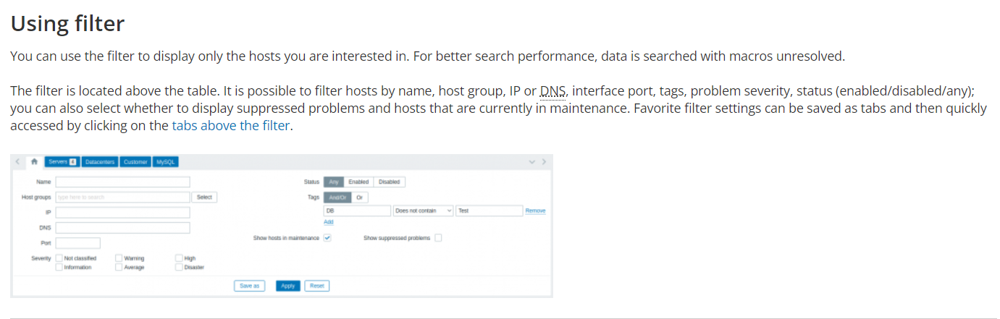 Using filter
You can use the filter to display only the hosts you are interested in. For better search performance, data is searched with macros unresolved.
The filter is located above the table. It is possible to filter hosts by name, host group, IP or DNS, interface port, tags, problem severity, status (enabled/disabled/any);
you can also select whether to display suppressed problems and hosts that are currently in maintenance. Favorite filter settings can be saved as tabs and then quickly
accessed by clicking on the tabs above the filter.
Servers Datacenters Customer MySQL
Name Status Any Enabled Disabled
Host groups type here to search Select Tags And/Or Or
IP DB Does not contain Test Remove
DNS Add
Port Show hosts in maintenance Show suppressed problems
Severity Not classified Warning High
Information Average Disaster
Save as Apply Reset